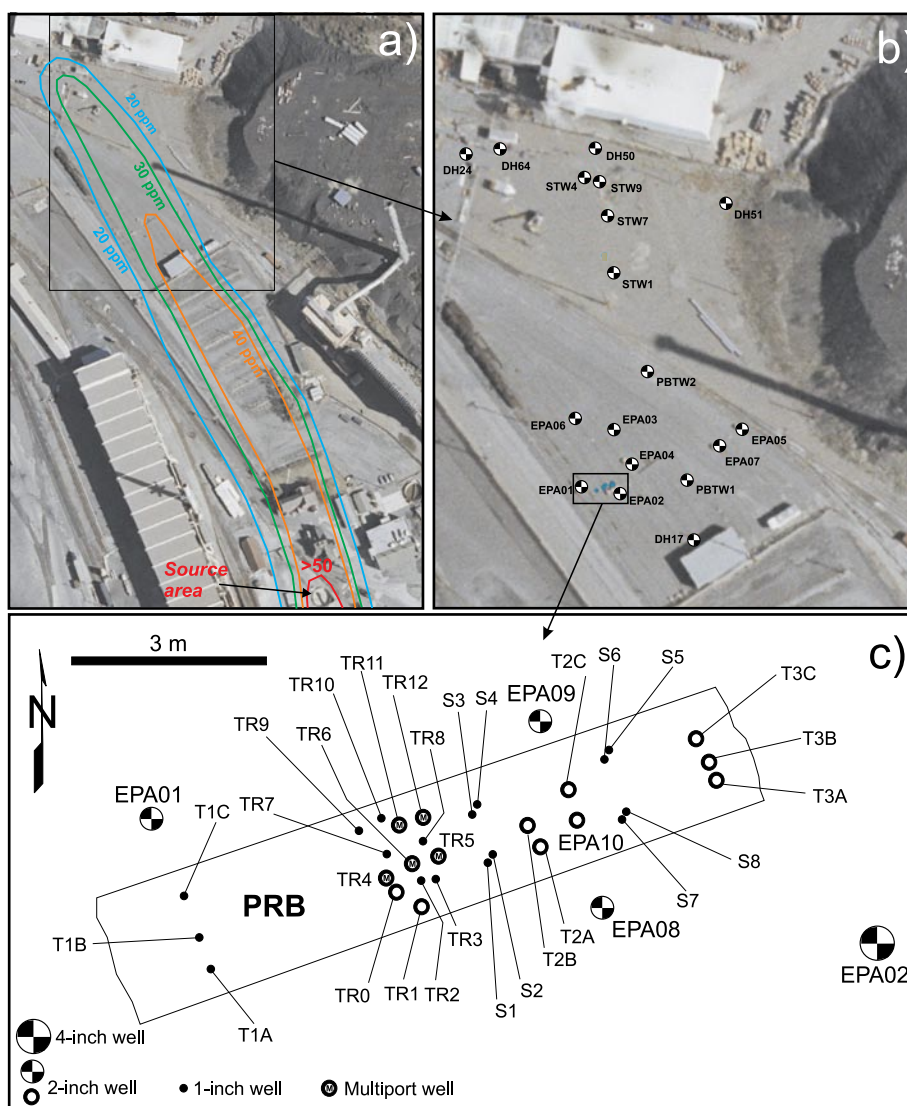 a)
20 ppm
30 ppm
20 ppm
40 ppm
>50
Source
area
b)
DH24
DH64
DH50
STW4
STW9
DH51
STW7
STW1
PBTW2
EPA06
EPA03
EPA05
EPA04
EPA07
EPA01
EPA02
PBTW1
DH17
c)
3 m
N
TR11
TR10
TR12
TR9
TR6
TR8
S3
S4
EPA09
T2C
S6
S5
T3C
T3B
T3A
EPA01
T1C
TR7
TR5
EPA10
S8
S7
TR4
PRB
T1B
T1A
TR0
TR1
TR2
TR3
S1
S2
T2B
T2A
EPA08
EPA02
M
M
M
M
M
4-inch well
2-inch well
1-inch well
M
Multiport well